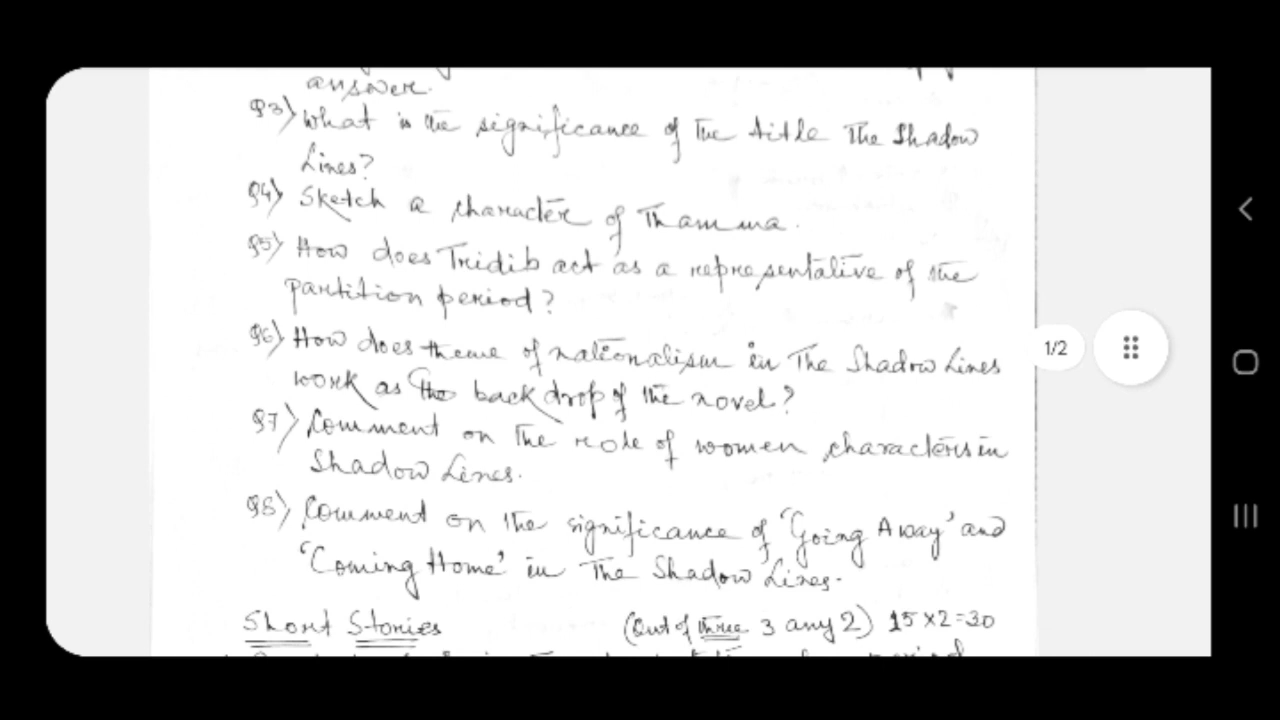 answer.
Q3) What is the significance of the title The Shadow
Lines?
Q4) Sketch a character of Thamma.
Q5) How does Tridib act as a representative of the
partition period?
Q6) How does theme of nationalism in The Shadow Lines
work as the back drop of the novel?
1/2
Q7) Comment on the role of women characters in
Shadow Lines.
Q8) Comment on the significance of 'Going Away' and
'Coming Home' in The Shadow Lines.
Short Stories (Out of three 3 any 2) 15 x 2 = 30